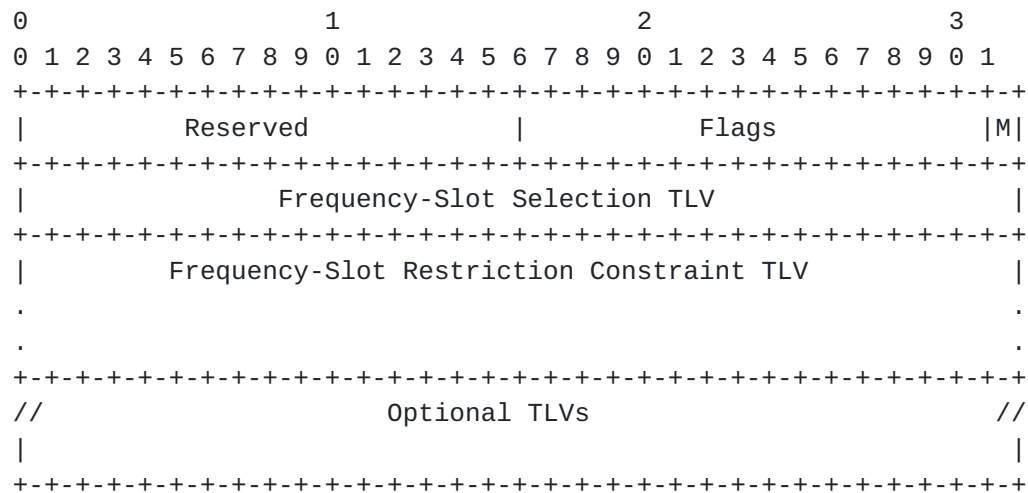 0                   1                   2                   3
0 1 2 3 4 5 6 7 8 9 0 1 2 3 4 5 6 7 8 9 0 1 2 3 4 5 6 7 8 9 0 1
+-+-+-+-+-+-+-+-+-+-+-+-+-+-+-+-+-+-+-+-+-+-+-+-+-+-+-+-+-+-+-+-+
|          Reserved             |           Flags             |M|
+-+-+-+-+-+-+-+-+-+-+-+-+-+-+-+-+-+-+-+-+-+-+-+-+-+-+-+-+-+-+-+-+
|                Frequency-Slot Selection TLV                   |
+-+-+-+-+-+-+-+-+-+-+-+-+-+-+-+-+-+-+-+-+-+-+-+-+-+-+-+-+-+-+-+-+
|         Frequency-Slot Restriction Constraint TLV             |
.                                                               .
.                                                               .
+-+-+-+-+-+-+-+-+-+-+-+-+-+-+-+-+-+-+-+-+-+-+-+-+-+-+-+-+-+-+-+-+
//                      Optional TLVs                          //
|                                                               |
+-+-+-+-+-+-+-+-+-+-+-+-+-+-+-+-+-+-+-+-+-+-+-+-+-+-+-+-+-+-+-+-+